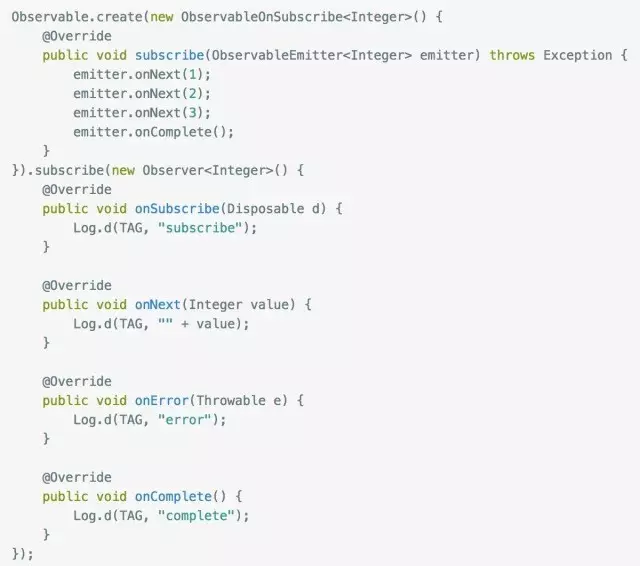 Observable.create(new ObservableOnSubscribe<Integer>() {
    @Override
    public void subscribe(ObservableEmitter<Integer> emitter) throws Exception {
        emitter.onNext(1);
        emitter.onNext(2);
        emitter.onNext(3);
        emitter.onComplete();
    }
}).subscribe(new Observer<Integer>() {
    @Override
    public void onSubscribe(Disposable d) {
        Log.d(TAG, "subscribe");
    }

    @Override
    public void onNext(Integer value) {
        Log.d(TAG, "" + value);
    }

    @Override
    public void onError(Throwable e) {
        Log.d(TAG, "error");
    }

    @Override
    public void onComplete() {
        Log.d(TAG, "complete");
    }
});